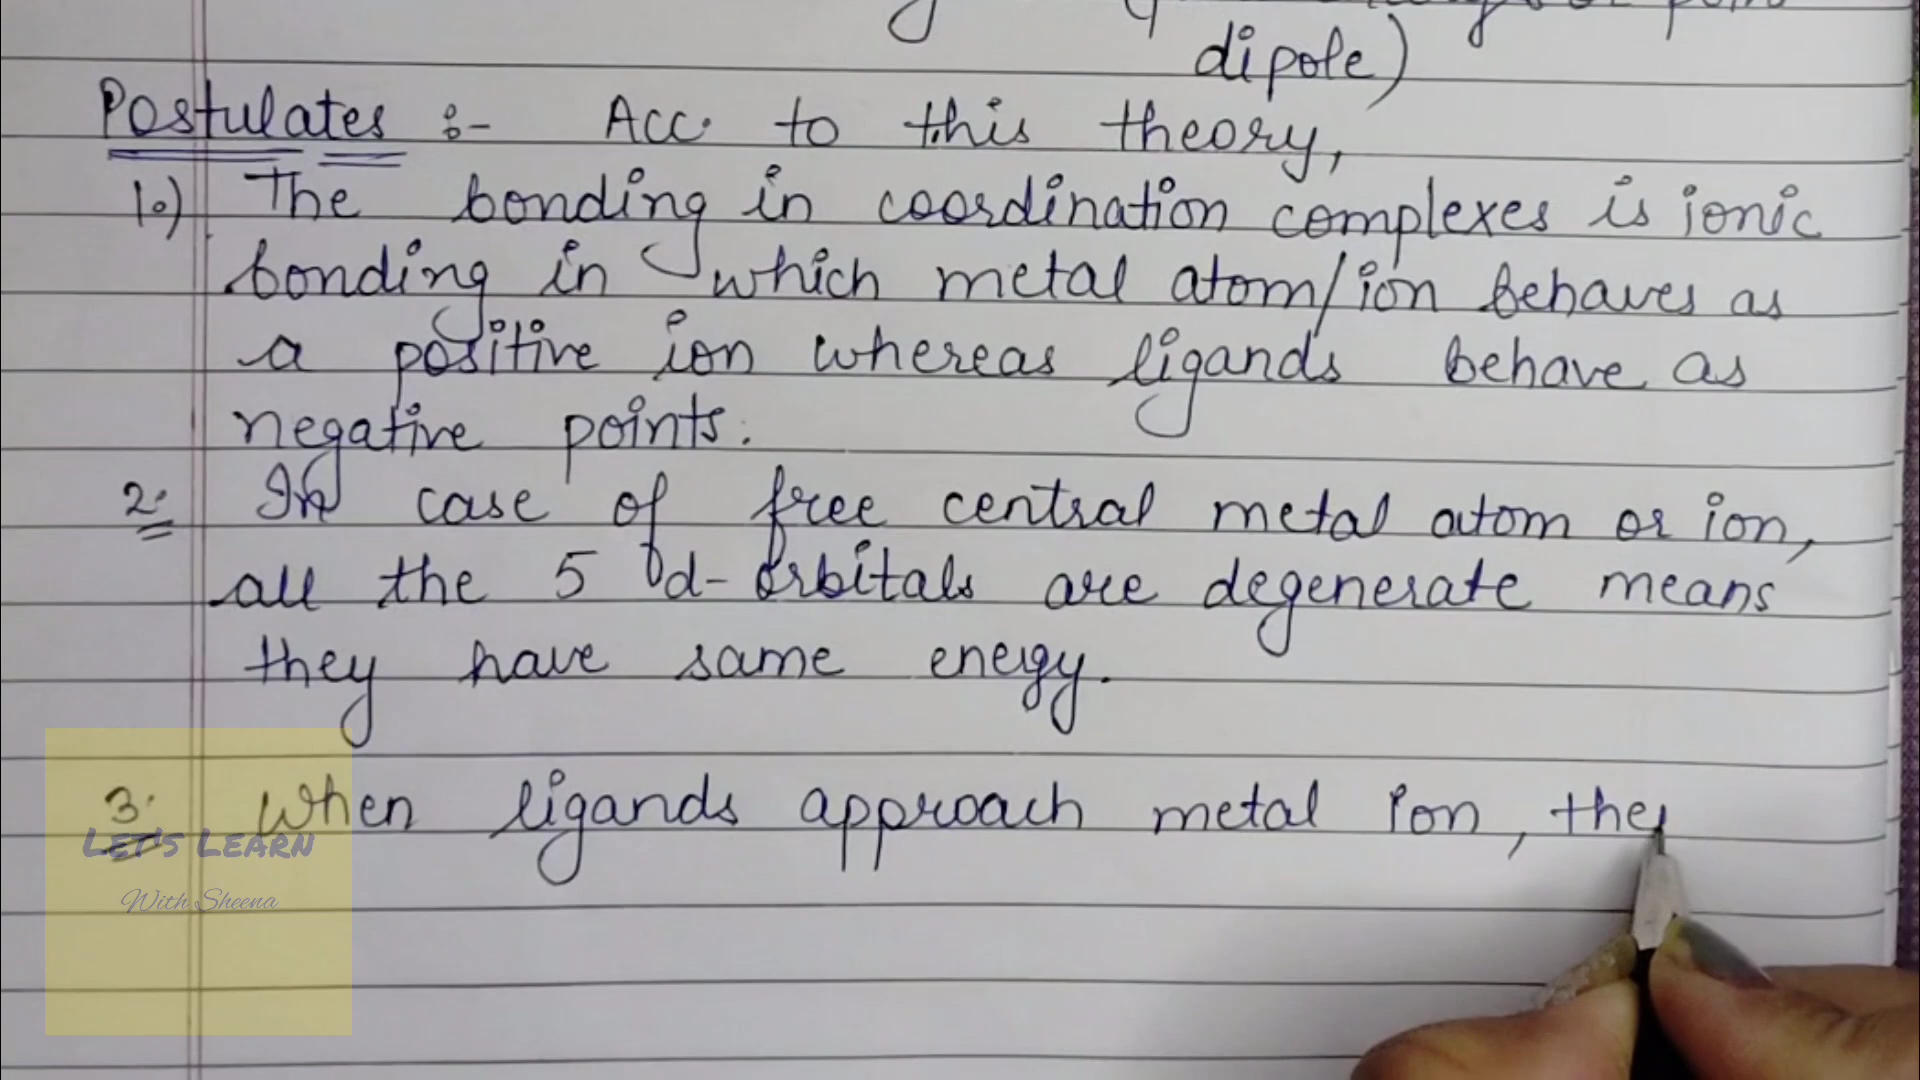 dipole)
Postulates :- Acc. to this theory,
1.) The bonding in coordination complexes is ionic
bonding in which metal atom/ion behaves as
a positive ion whereas ligands behave as
negative points.
2. In case of free central metal atom or ion,
all the 5 d-orbitals are degenerate means
they have same energy.
3. When ligands approach metal ion, the
LET'S LEARN
With Sheena